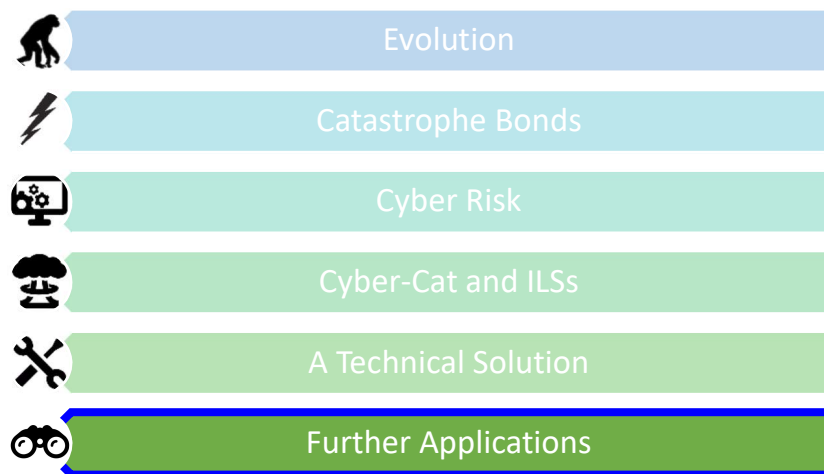 Evolution
Catastrophe Bonds
Cyber Risk
Cyber-Cat and ILSs
A Technical Solution
Further Applications